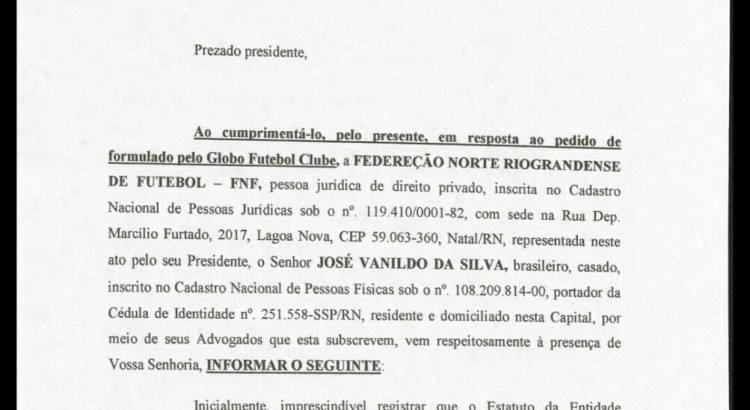 Prezado presidente,
Ao cumprimentá-lo, pelo presente, em resposta ao pedido de
formulado pelo Globo Futebol Clube, a FEDEREÇÃO NORTE RIOGRANDENSE
DE FUTEBOL – FNF, pessoa jurídica de direito privado, inscrita no Cadastro
Nacional de Pessoas Jurídicas sob o nº. 119.410/0001-82, com sede na Rua Dep.
Marcílio Furtado, 2017, Lagoa Nova, CEP 59.063-360, Natal/RN, representada neste
ato pelo seu Presidente, o Senhor JOSÉ VANILDO DA SILVA, brasileiro, casado,
inscrito no Cadastro Nacional de Pessoas Físicas sob o nº. 108.209.814-00, portador da
Cédula de Identidade nº. 251.558-SSP/RN, residente e domiciliado nesta Capital, por
meio de seus Advogados que esta subscrevem, vem respeitosamente à presença de
Vossa Senhoria, INFORMAR O SEGUINTE:
Inicialmente, imprescindível registrar que o Estatuto da Entidade